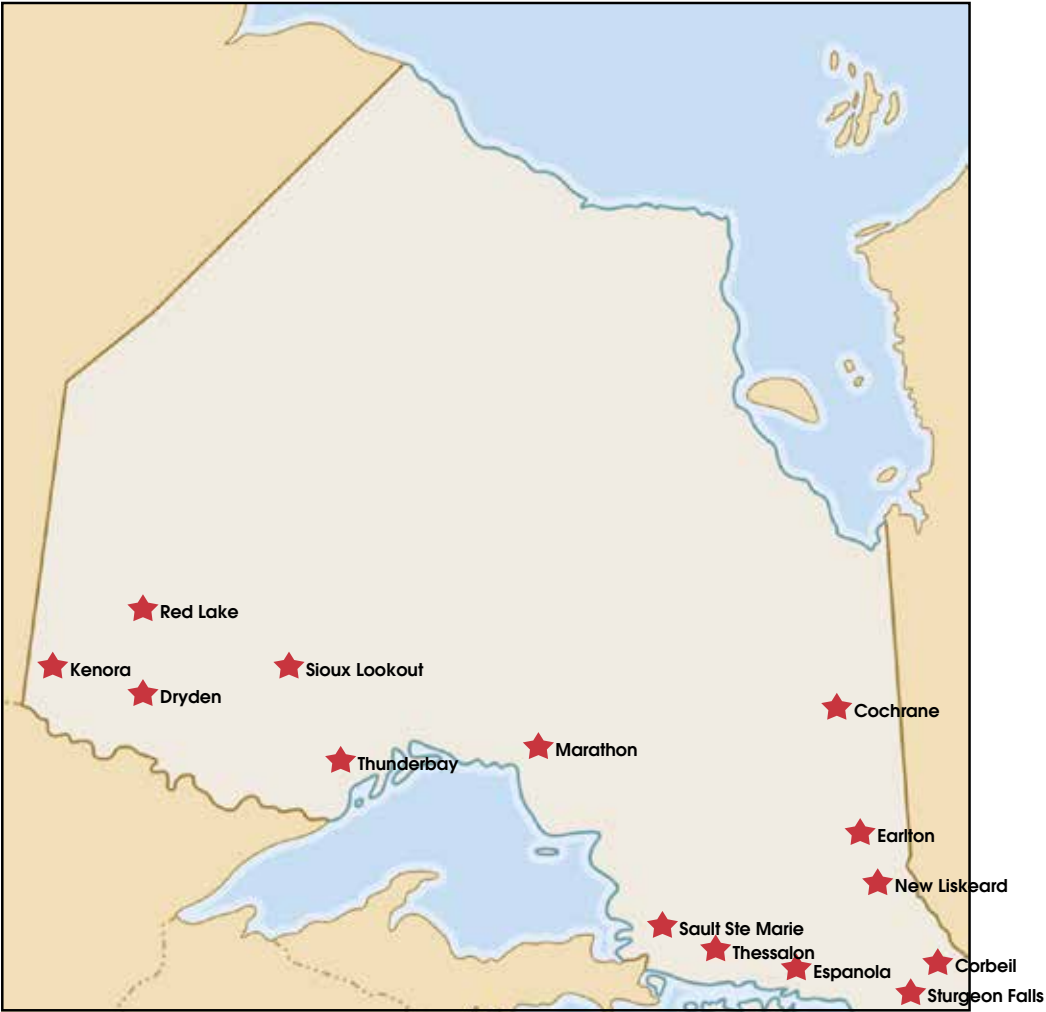 Red Lake
Kenora
Sioux Lookout
Dryden
Cochrane
Marathon
Thunderbay
Earlton
New Liskeard
Sault Ste Marie
Thessalon
Corbeil
Espanola
Sturgeon Falls